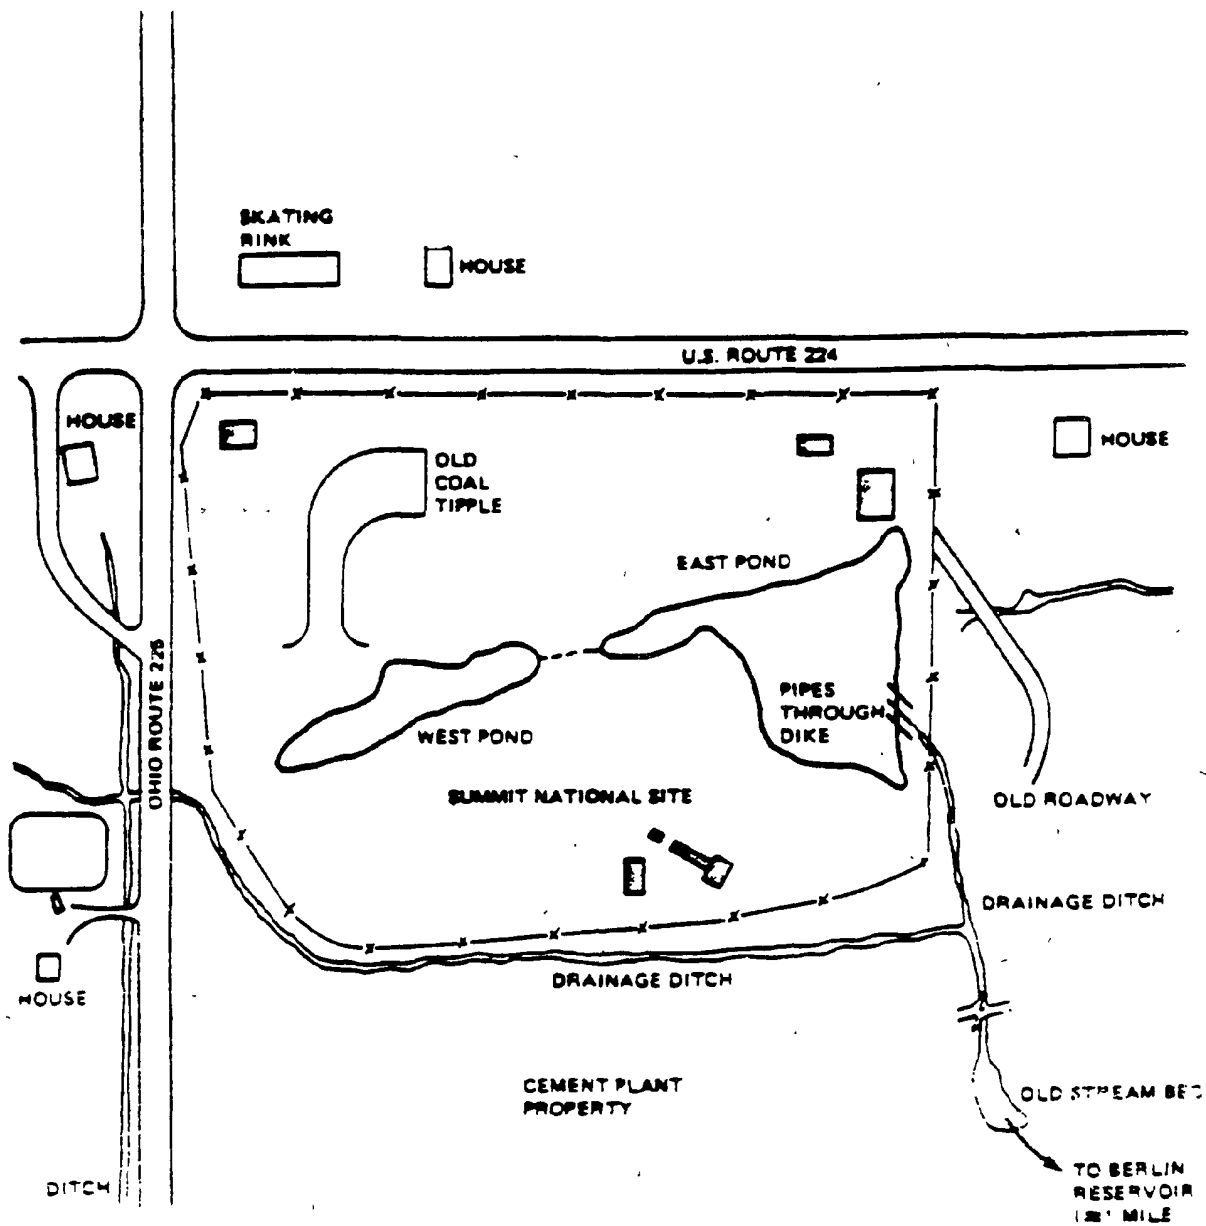 SKATING
RINK
HOUSE
U.S. ROUTE 224
HOUSE
HOUSE
OLD
COAL
TIPPLE
EAST POND
OHIO ROUTE 225
PIPES
THROUGH
DIKE
WEST POND
SUMMIT NATIONAL SITE
OLD ROADWAY
DRAINAGE DITCH
DRAINAGE DITCH
HOUSE
CEMENT PLANT
PROPERTY
OLD STREAM BED
DITCH
TO BERLIN
RESERVOIR
MILE